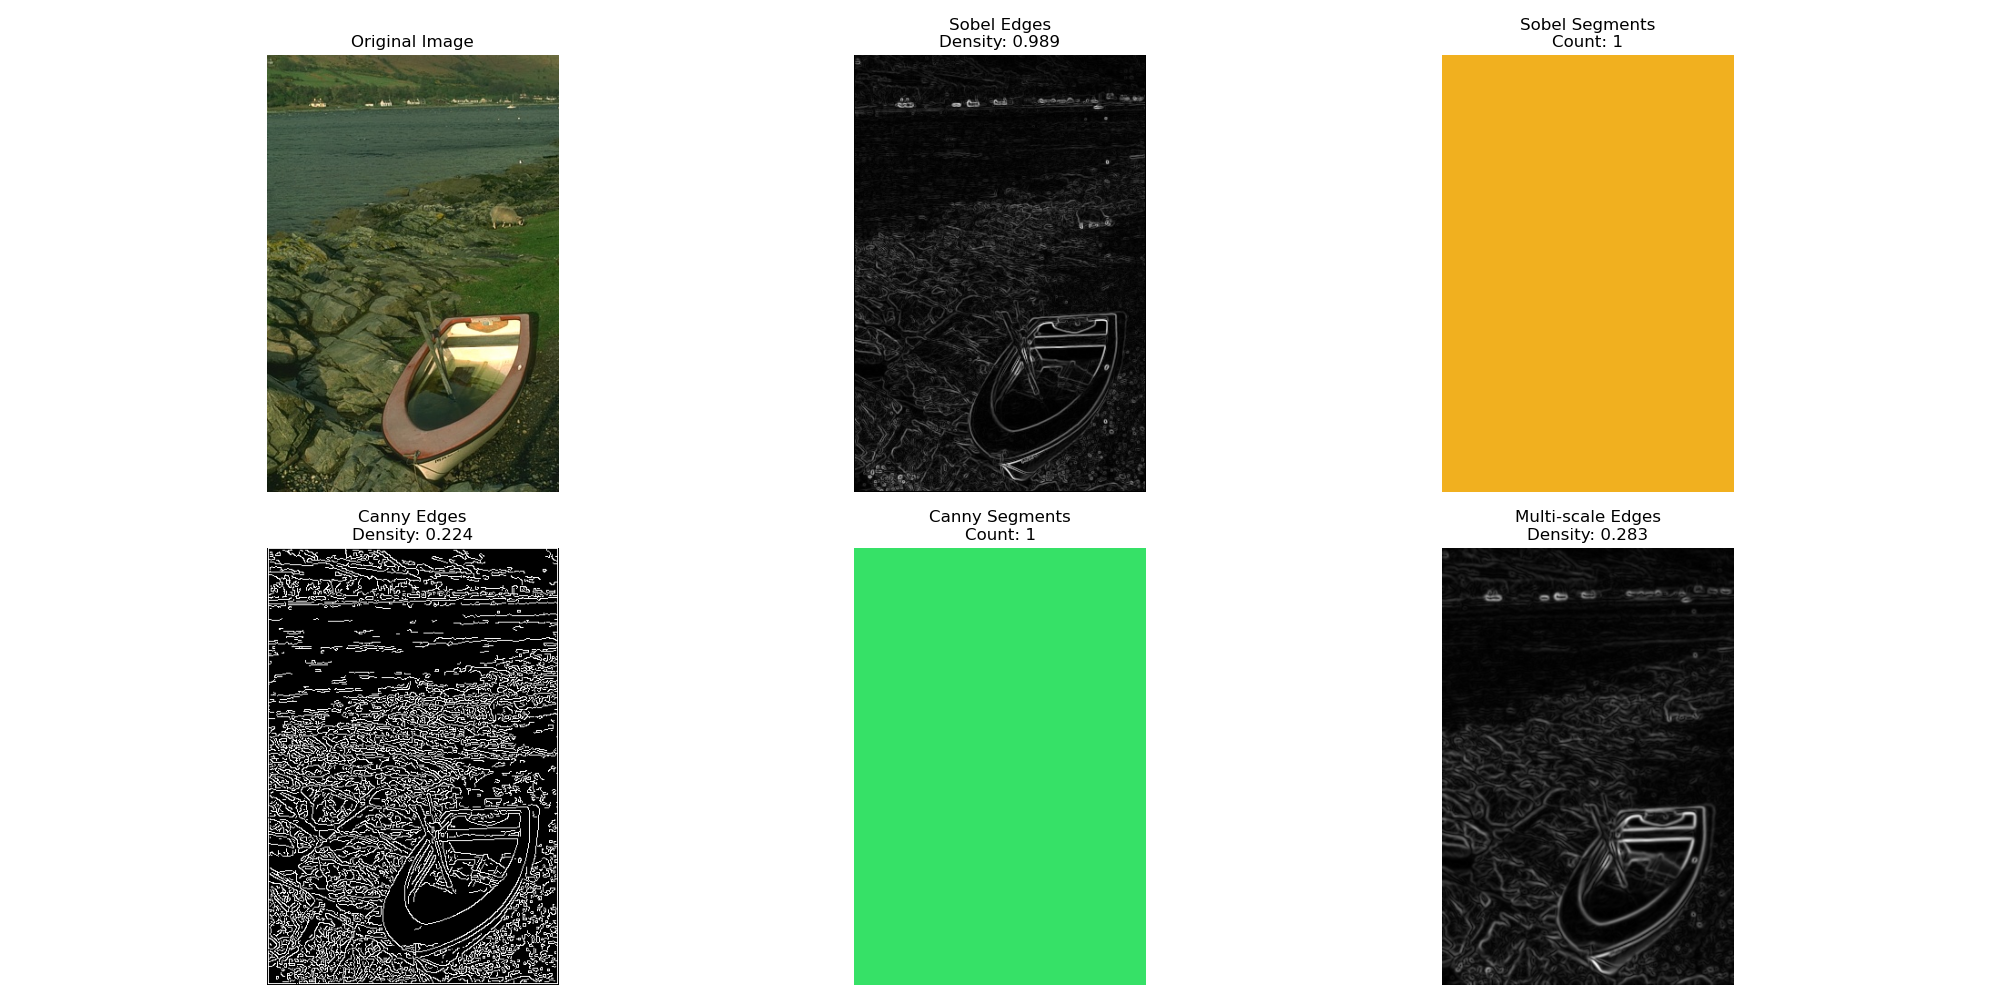 Original Image
Sobel Edges
Density: 0.989
Sobel Segments
Count: 1
Canny Edges
Density: 0.224
Canny Segments
Count: 1
Multi-scale Edges
Density: 0.283